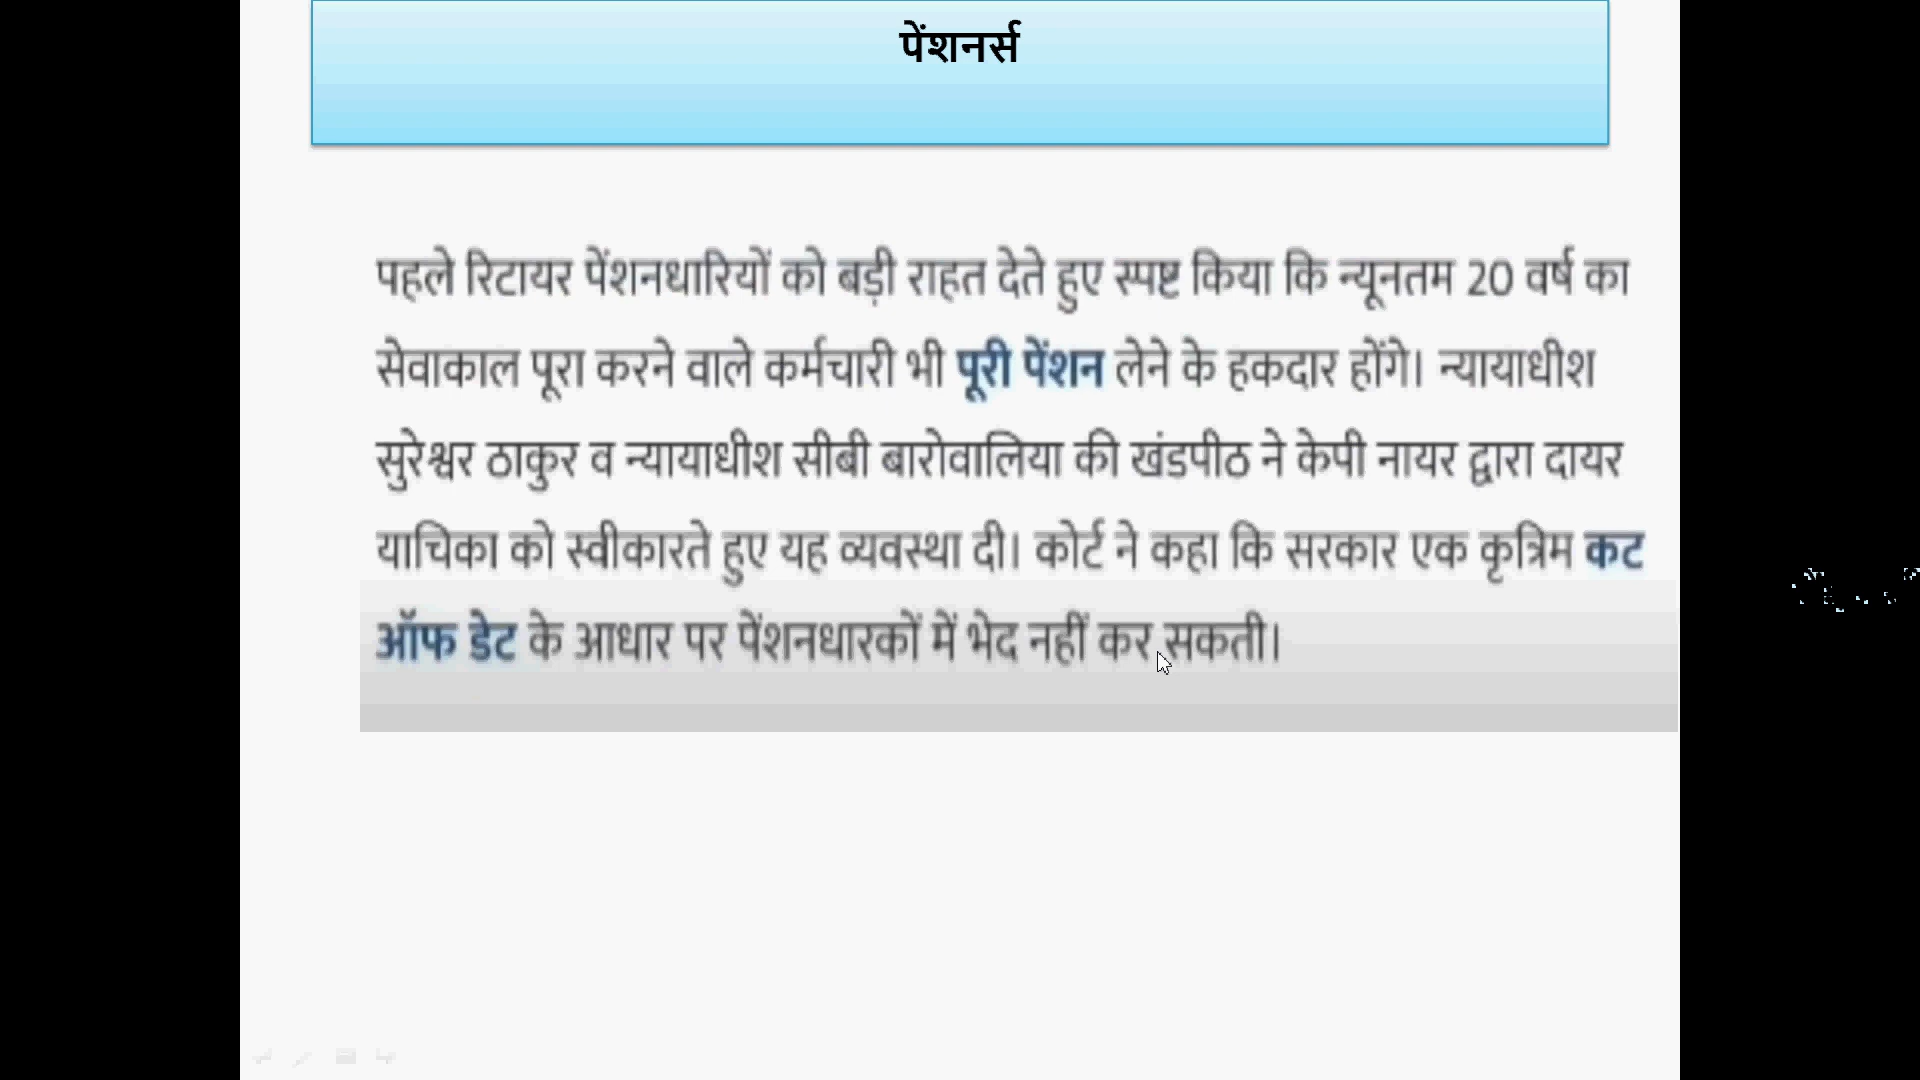 पेंशनर्स
पहले रिटायर पेंशनधारियों को बड़ी राहत देते हुए स्पष्ट किया कि न्यूनतम 20 वर्ष का
सेवाकाल पूरा करने वाले कर्मचारी भी पूरी पेंशन लेने के हकदार होंगे। न्यायाधीश
सुरेश्वर ठाकुर व न्यायाधीश सीबी बारोवालिया की खंडपीठ ने केपी नायर द्वारा दायर
याचिका को स्वीकारते हुए यह व्यवस्था दी। कोर्ट ने कहा कि सरकार एक कृत्रिम कट
ऑफ डेट के आधार पर पेंशनधारकों में भेद नहीं कर सकती।